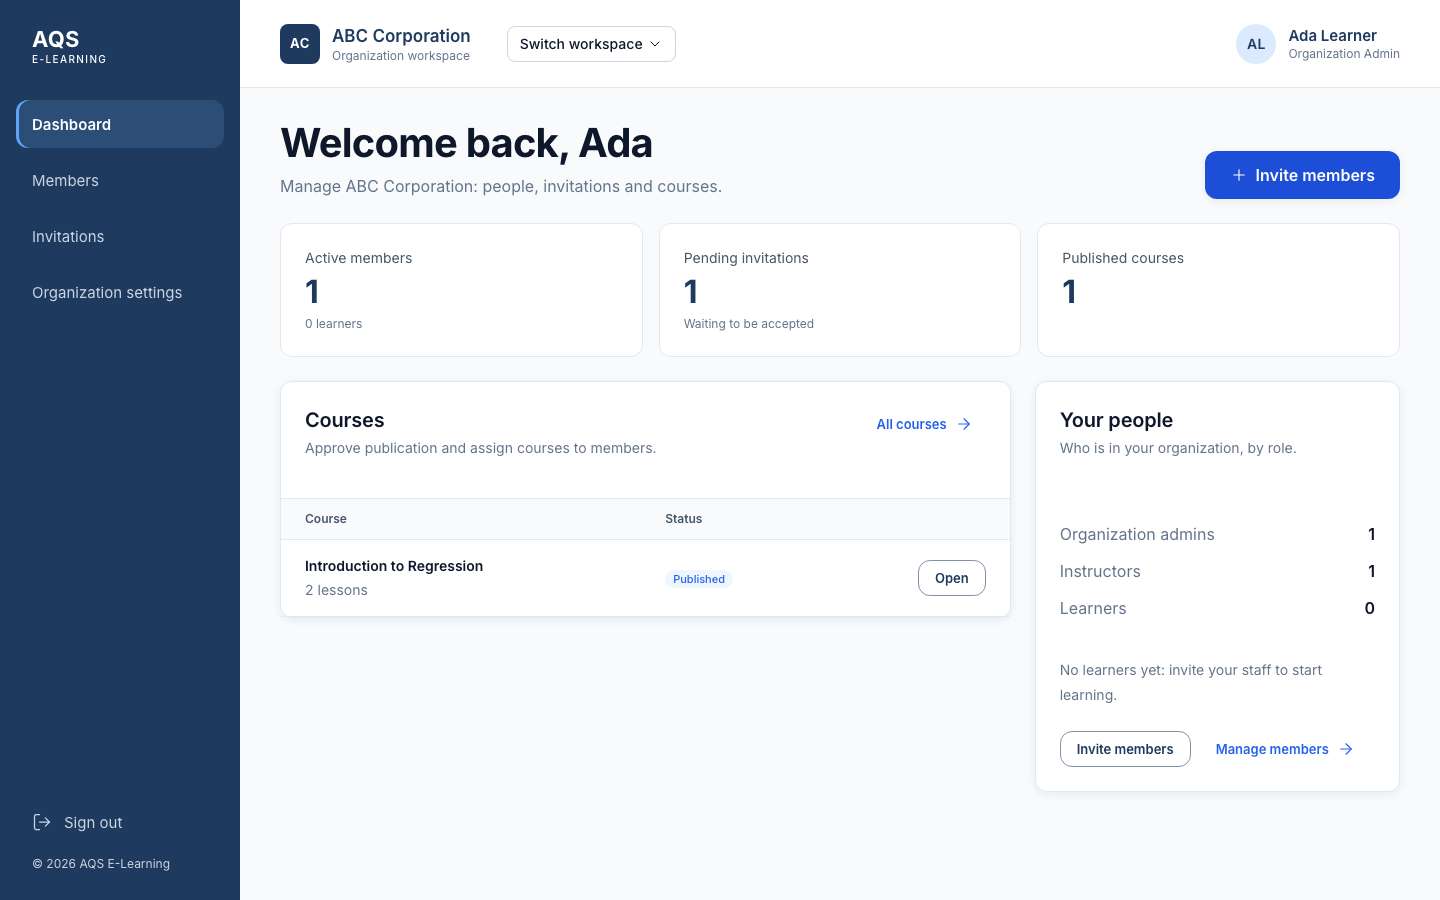 AQS
E-LEARNING
Dashboard
Members
Invitations
Organization settings
Sign out
© 2026 AQS E-Learning
AC
ABC Corporation
Organization workspace
Switch workspace
AL
Ada Learner
Organization Admin
Welcome back, Ada
Manage ABC Corporation: people, invitations and courses.
Invite members
Active members
1
0 learners
Pending invitations
1
Waiting to be accepted
Published courses
1
Courses
Approve publication and assign courses to members.
All courses
Course Status
Introduction to Regression
2 lessons
Published
Open
Your people
Who is in your organization, by role.
Organization admins 1
Instructors 1
Learners 0
No learners yet: invite your staff to start
learning.
Invite members
Manage members